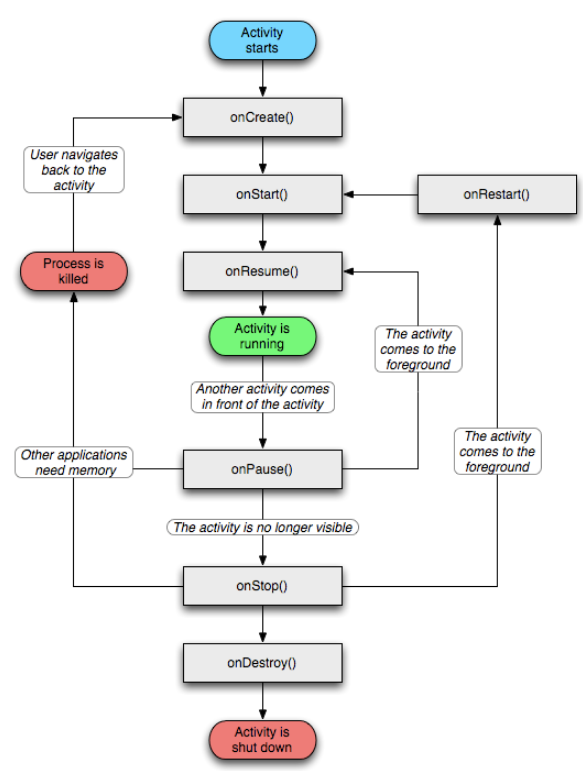 Activity
starts
onCreate()
User navigates
back to the
activity
onStart()
onRestart()
Process is
killed
onResume()
Activity is
running
The activity
comes to the
foreground
Another activity comes
in front of the activity
Other applications
need memory
onPause()
The activity
comes to the
foreground
The activity is no longer visible
onStop()
onDestroy()
Activity is
shut down